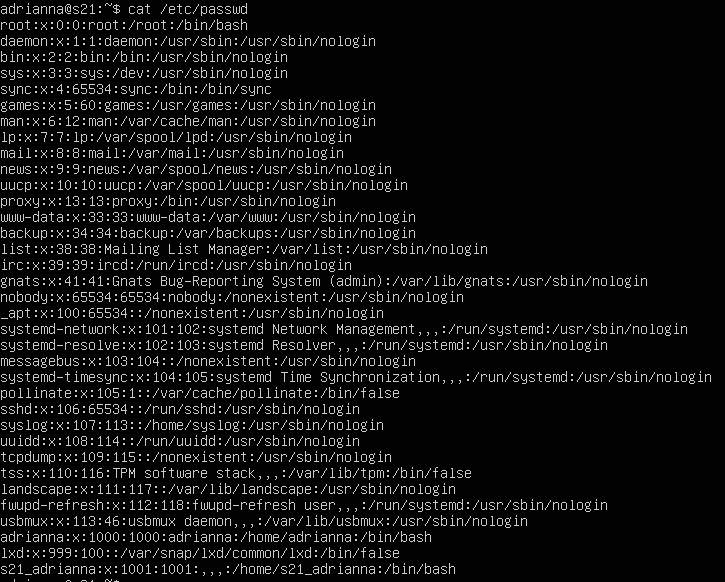 adrianna@s21:~$ cat /etc/passwd
root:x:0:0:root:/root:/bin/bash
daemon:x:1:1:daemon:/usr/sbin:/usr/sbin/nologin
bin:x:2:2:bin:/bin:/usr/sbin/nologin
sys:x:3:3:sys:/dev:/usr/sbin/nologin
sync:x:4:65534:sync:/bin:/bin/sync
games:x:5:60:games:/usr/games:/usr/sbin/nologin
man:x:6:12:man:/var/cache/man:/usr/sbin/nologin
lp:x:7:7:lp:/var/spool/lpd:/usr/sbin/nologin
mail:x:8:8:mail:/var/mail:/usr/sbin/nologin
news:x:9:9:news:/var/spool/news:/usr/sbin/nologin
uucp:x:10:10:uucp:/var/spool/uucp:/usr/sbin/nologin
proxy:x:13:13:proxy:/bin:/usr/sbin/nologin
www-data:x:33:33:www-data:/var/www:/usr/sbin/nologin
backup:x:34:34:backup:/var/backups:/usr/sbin/nologin
list:x:38:38:Mailing List Manager:/var/list:/usr/sbin/nologin
irc:x:39:39:ircd:/run/ircd:/usr/sbin/nologin
gnats:x:41:41:Gnats Bug-Reporting System (admin):/var/lib/gnats:/usr/sbin/nologin
nobody:x:65534:65534:nobody:/nonexistent:/usr/sbin/nologin
_apt:x:100:65534::/nonexistent:/usr/sbin/nologin
systemd-network:x:101:102:systemd Network Management,,,:/run/systemd:/usr/sbin/nologin
systemd-resolve:x:102:103:systemd Resolver,,,:/run/systemd:/usr/sbin/nologin
messagebus:x:103:104::/nonexistent:/usr/sbin/nologin
systemd-timesync:x:104:105:systemd Time Synchronization,,,:/run/systemd:/usr/sbin/nologin
pollinate:x:105:1::/var/cache/pollinate:/bin/false
sshd:x:106:65534::/run/sshd:/usr/sbin/nologin
syslog:x:107:113::/home/syslog:/usr/sbin/nologin
uuidd:x:108:114::/run/uuidd:/usr/sbin/nologin
tcpdump:x:109:115::/nonexistent:/usr/sbin/nologin
tss:x:110:116:TPM software stack,,,:/var/lib/tpm:/bin/false
landscape:x:111:117::/var/lib/landscape:/usr/sbin/nologin
fwupd-refresh:x:112:118:fwupd-refresh user,,,:/run/systemd:/usr/sbin/nologin
usbmux:x:113:46:usbmux daemon,,,:/var/lib/usbmux:/usr/sbin/nologin
adrianna:x:1000:1000:adrianna:/home/adrianna:/bin/bash
lxd:x:999:100::/var/snap/lxd/common/lxd:/bin/false
s21_adrianna:x:1001:1001:,,,:/home/s21_adrianna:/bin/bash